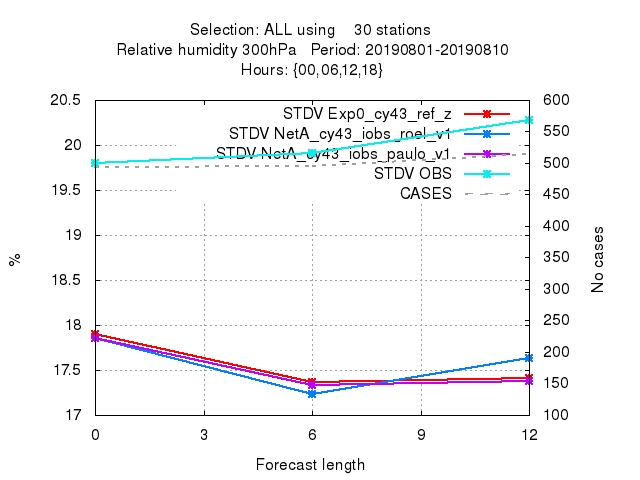 Selection: ALL using 30 stations
Relative humidity 300hPa Period: 20190801-20190810
Hours: {00,06,12,18}
20.5
20
19.5
19
18.5
18
17.5
17
600
550
500
450
400
350
300
250
200
150
100
STDV Exp0_cy43_ref_z
STDV NetA_cy43_iobs_roel_v1
STDV NetA_cy43_iobs_paulo_v1
STDV OBS
CASES
%
No cases
0 3 6 9 12
Forecast length